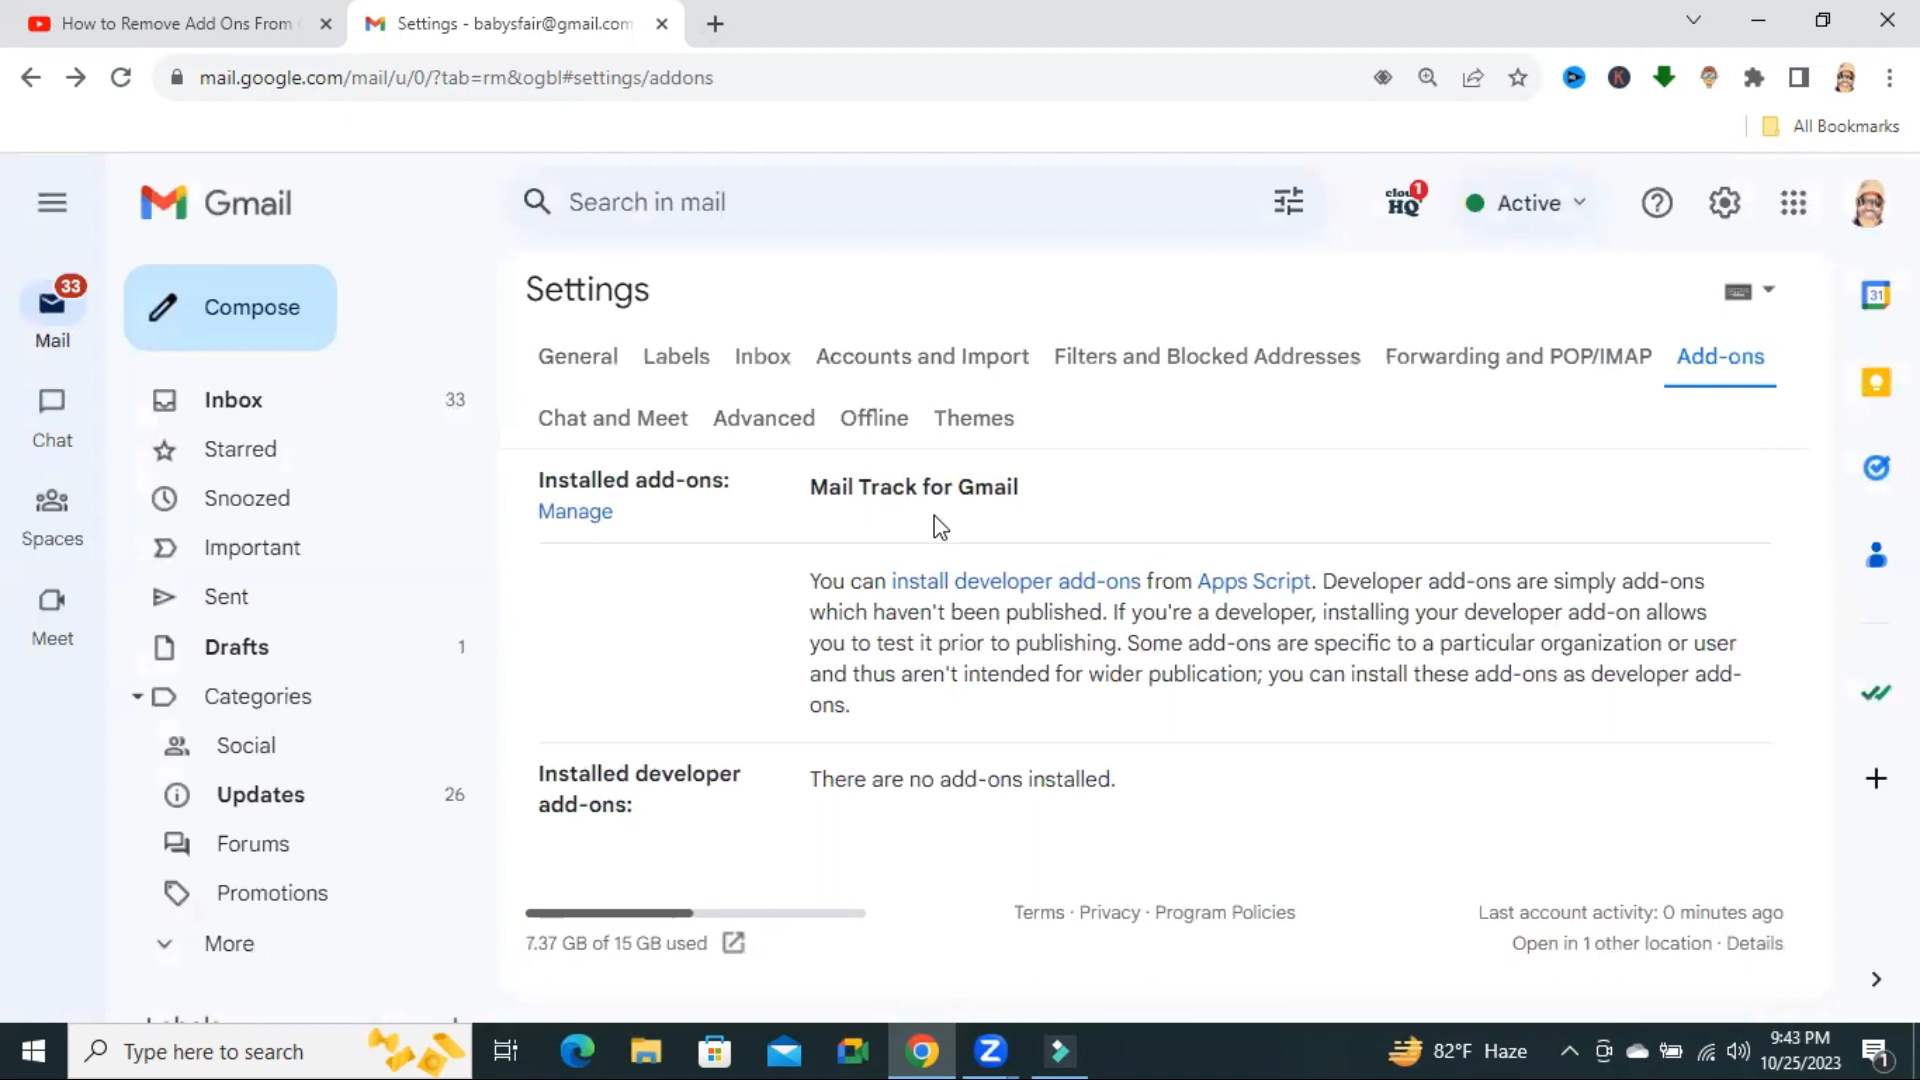 How to Remove Add Ons From
Settings - babysfair@gmail.com
mail.google.com/mail/u/0/?tab=rm&ogbl#settings/addons
K
All Bookmarks
Gmail
Search in mail
cloudHQ
1
Active
Compose
33
Mail
Chat
Spaces
Meet
Inbox 33
Starred
Snoozed
Important
Sent
Drafts 1
Categories
Social
Updates 26
Forums
Promotions
More
Labels
Settings
General Labels Inbox Accounts and Import Filters and Blocked Addresses Forwarding and POP/IMAP Add-ons
Chat and Meet Advanced Offline Themes
Installed add-ons: Mail Track for Gmail
Manage
You can install developer add-ons from Apps Script. Developer add-ons are simply add-ons
which haven't been published. If you're a developer, installing your developer add-on allows
you to test it prior to publishing. Some add-ons are specific to a particular organization or user
and thus aren't intended for wider publication; you can install these add-ons as developer add-
ons.
Installed developer There are no add-ons installed.
add-ons:
7.37 GB of 15 GB used
Terms · Privacy · Program Policies
Last account activity: 0 minutes ago
Open in 1 other location · Details
31
Type here to search
Z
82°F Haze
9:43 PM
10/25/2023
1